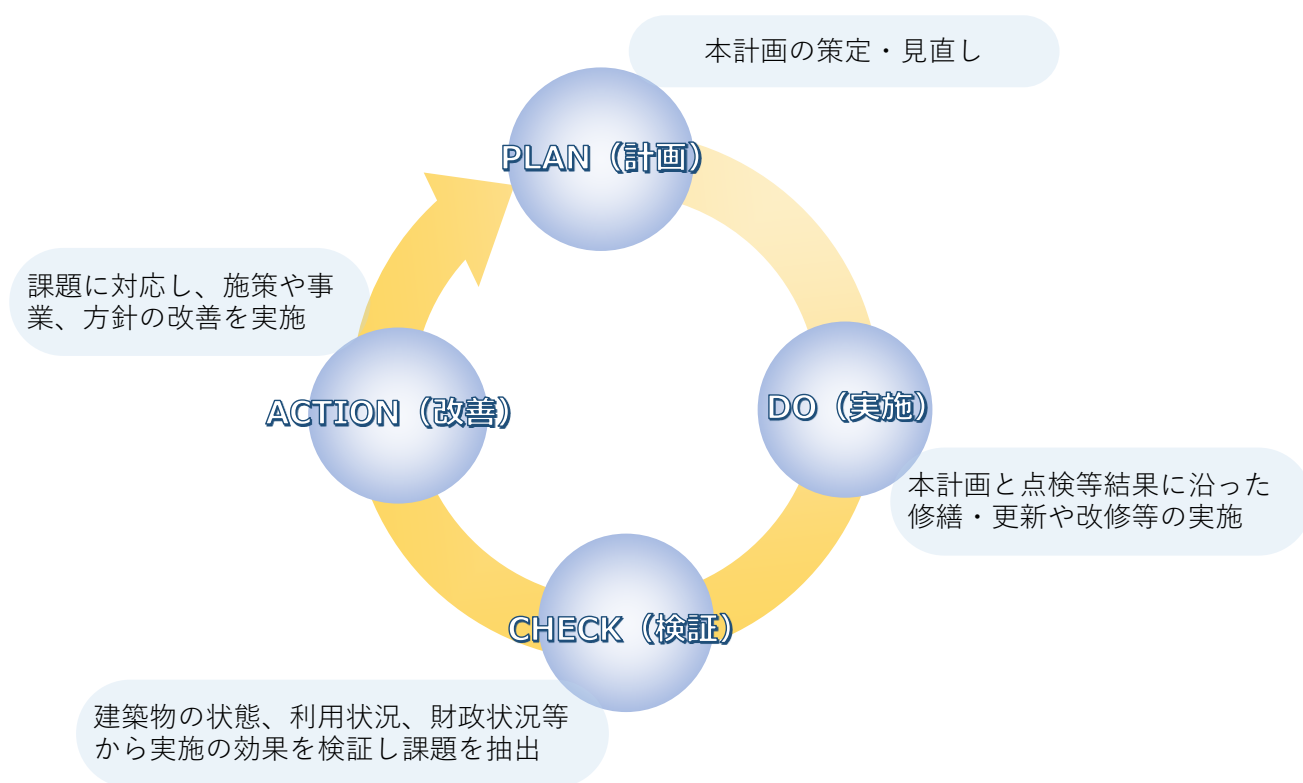 本計画の策定・見直し
PLAN（計画）
課題に対応し、施策や事
業、方針の改善を実施
ACTION（改善）
DO（実施）
本計画と点検等結果に沿った
修繕・更新や改修等の実施
CHECK（検証）
建築物の状態、利用状況、財政状況等
から実施の効果を検証し課題を抽出